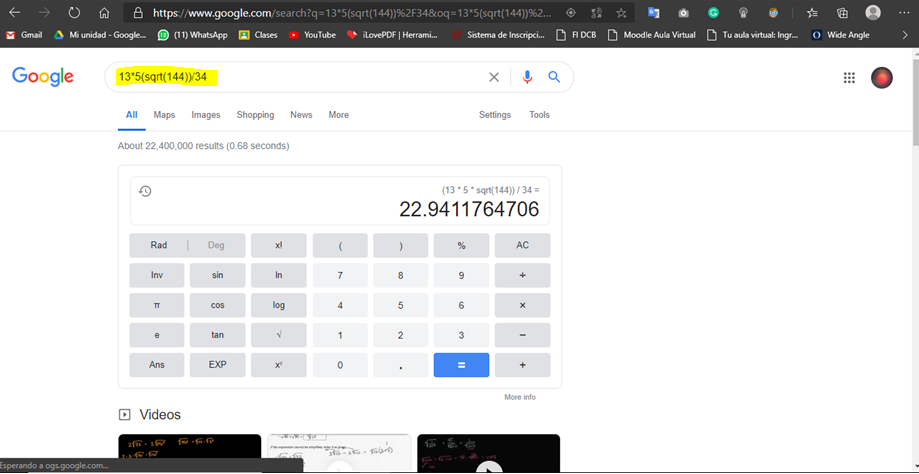 https://www.google.com/search?q=13*5(sqrt(144))%2F34&oq=13*5(sqrt(144))%2...
Gmail Mi unidad - Google... (11) WhatsApp Clases YouTube iLovePDF | Herrami... Sistema de Inscripci... FI DCB Moodle Aula Virtual Tu aula virtual: Ingr... Wide Angle
Google 13*5(sqrt(144))/34
All Maps Images Shopping News More Settings Tools
About 22,400,000 results (0.68 seconds)
(13 * 5 * sqrt(144)) / 34 =
22.9411764706
Rad Deg x! ( ) % AC
Inv sin ln 7 8 9 ÷
π cos log 4 5 6 ×
e tan √ 1 2 3 −
Ans EXP xʸ 0 . = +
More info
Videos
Esperando a ogs.google.com...